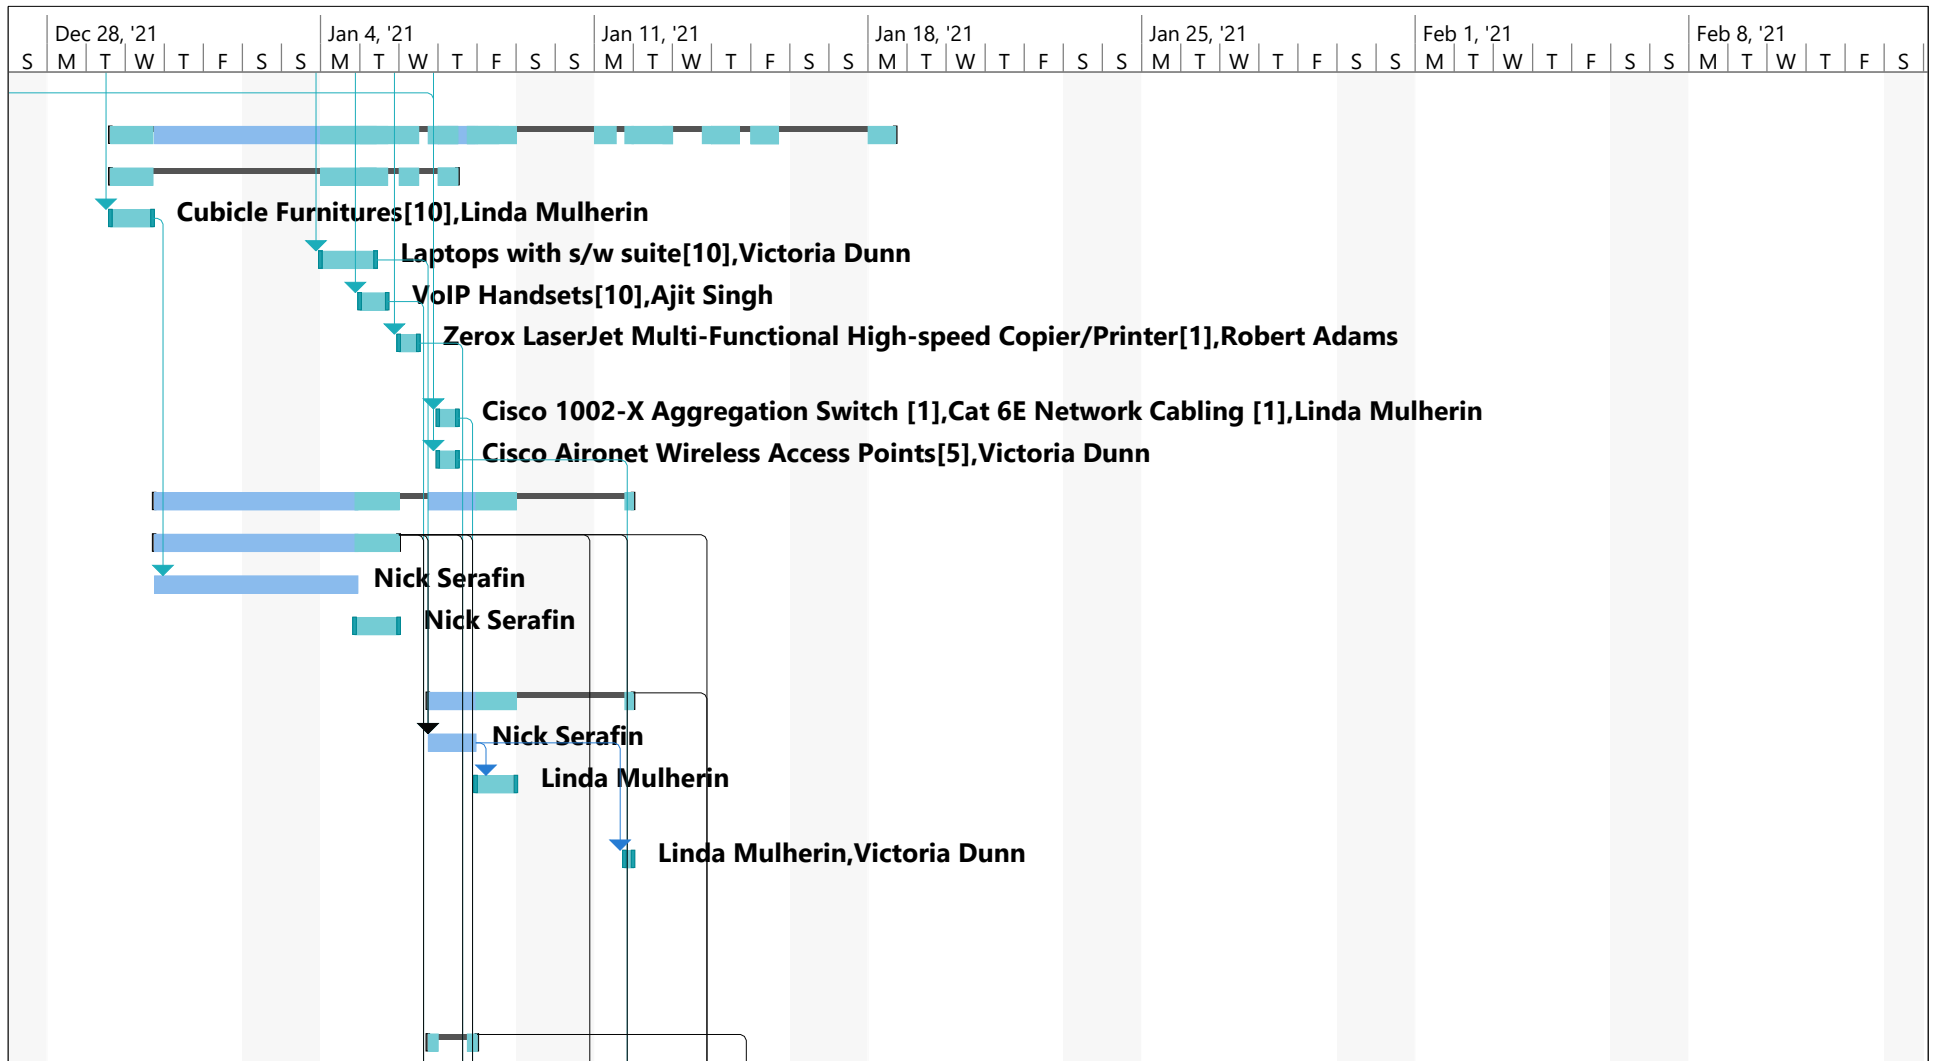 Dec 28, '21 Jan 4, '21 Jan 11, '21 Jan 18, '21 Jan 25, '21 Feb 1, '21 Feb 8, '21
S M T W T F S S M T W T F S S M T W T F S S M T W T F S S M T W T F S S M T W T F S S M T W T F S
Cubicle Furnitures[10],Linda Mulherin
Laptops with s/w suite[10],Victoria Dunn
VoIP Handsets[10],Ajit Singh
Zerox LaserJet Multi-Functional High-speed Copier/Printer[1],Robert Adams
Cisco 1002-X Aggregation Switch [1],Cat 6E Network Cabling [1],Linda Mulherin
Cisco Aironet Wireless Access Points[5],Victoria Dunn
Nick Serafin
Nick Serafin
Nick Serafin
Linda Mulherin
Linda Mulherin,Victoria Dunn